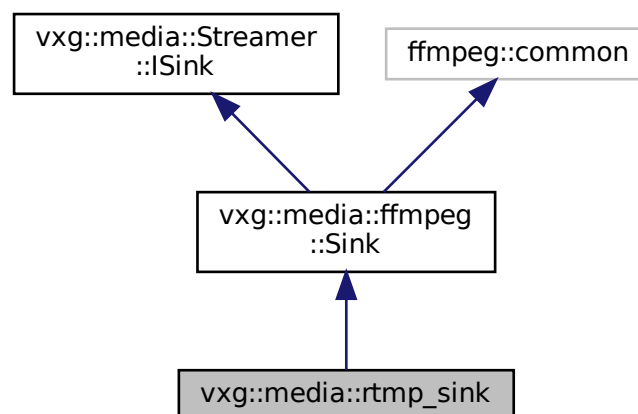 vxg::media::Streamer
::ISink
ffmpeg::common
vxg::media::ffmpeg
::Sink
vxg::media::rtmp_sink